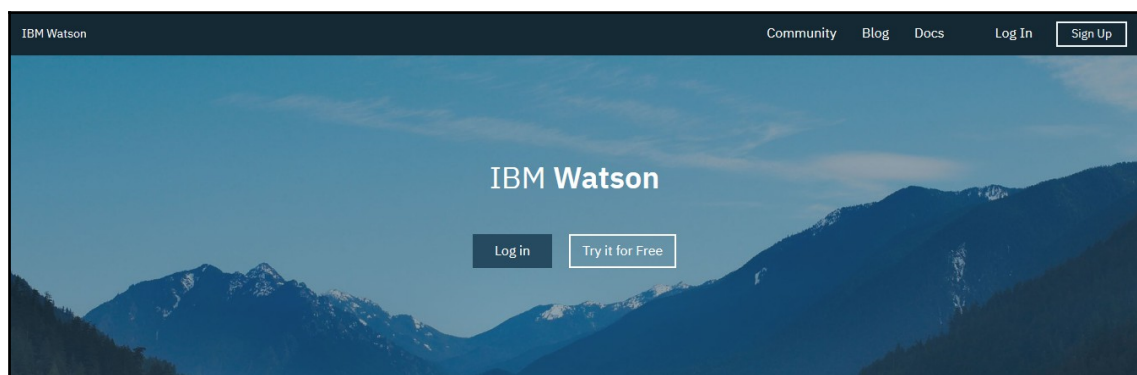 IBM Watson
Community Blog Docs Log In Sign Up
IBM Watson
Log in Try it for Free